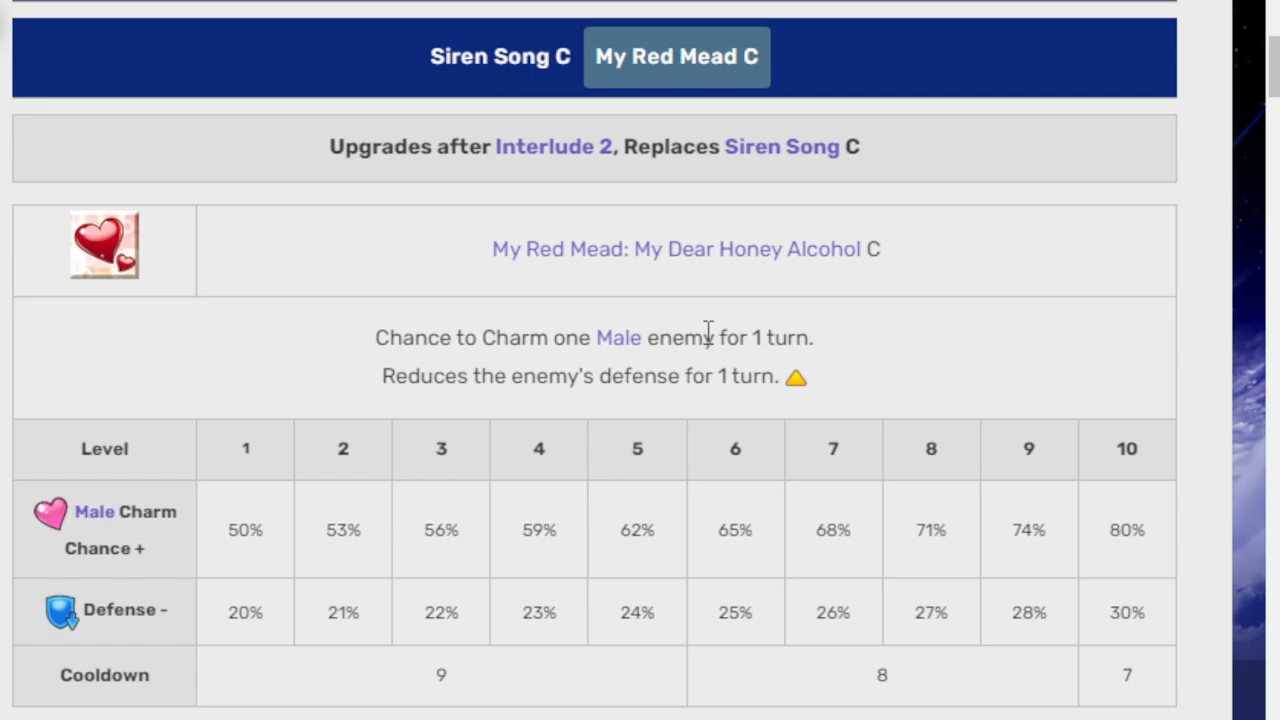 Siren Song C My Red Mead C
Upgrades after Interlude 2, Replaces Siren Song C
My Red Mead: My Dear Honey Alcohol C
Chance to Charm one Male enemy for 1 turn.
Reduces the enemy's defense for 1 turn.
Level 1 2 3 4 5 6 7 8 9 10
Male Charm
Chance +
50% 53% 56% 59% 62% 65% 68% 71% 74% 80%
Defense - 20% 21% 22% 23% 24% 25% 26% 27% 28% 30%
Cooldown 9 8 7